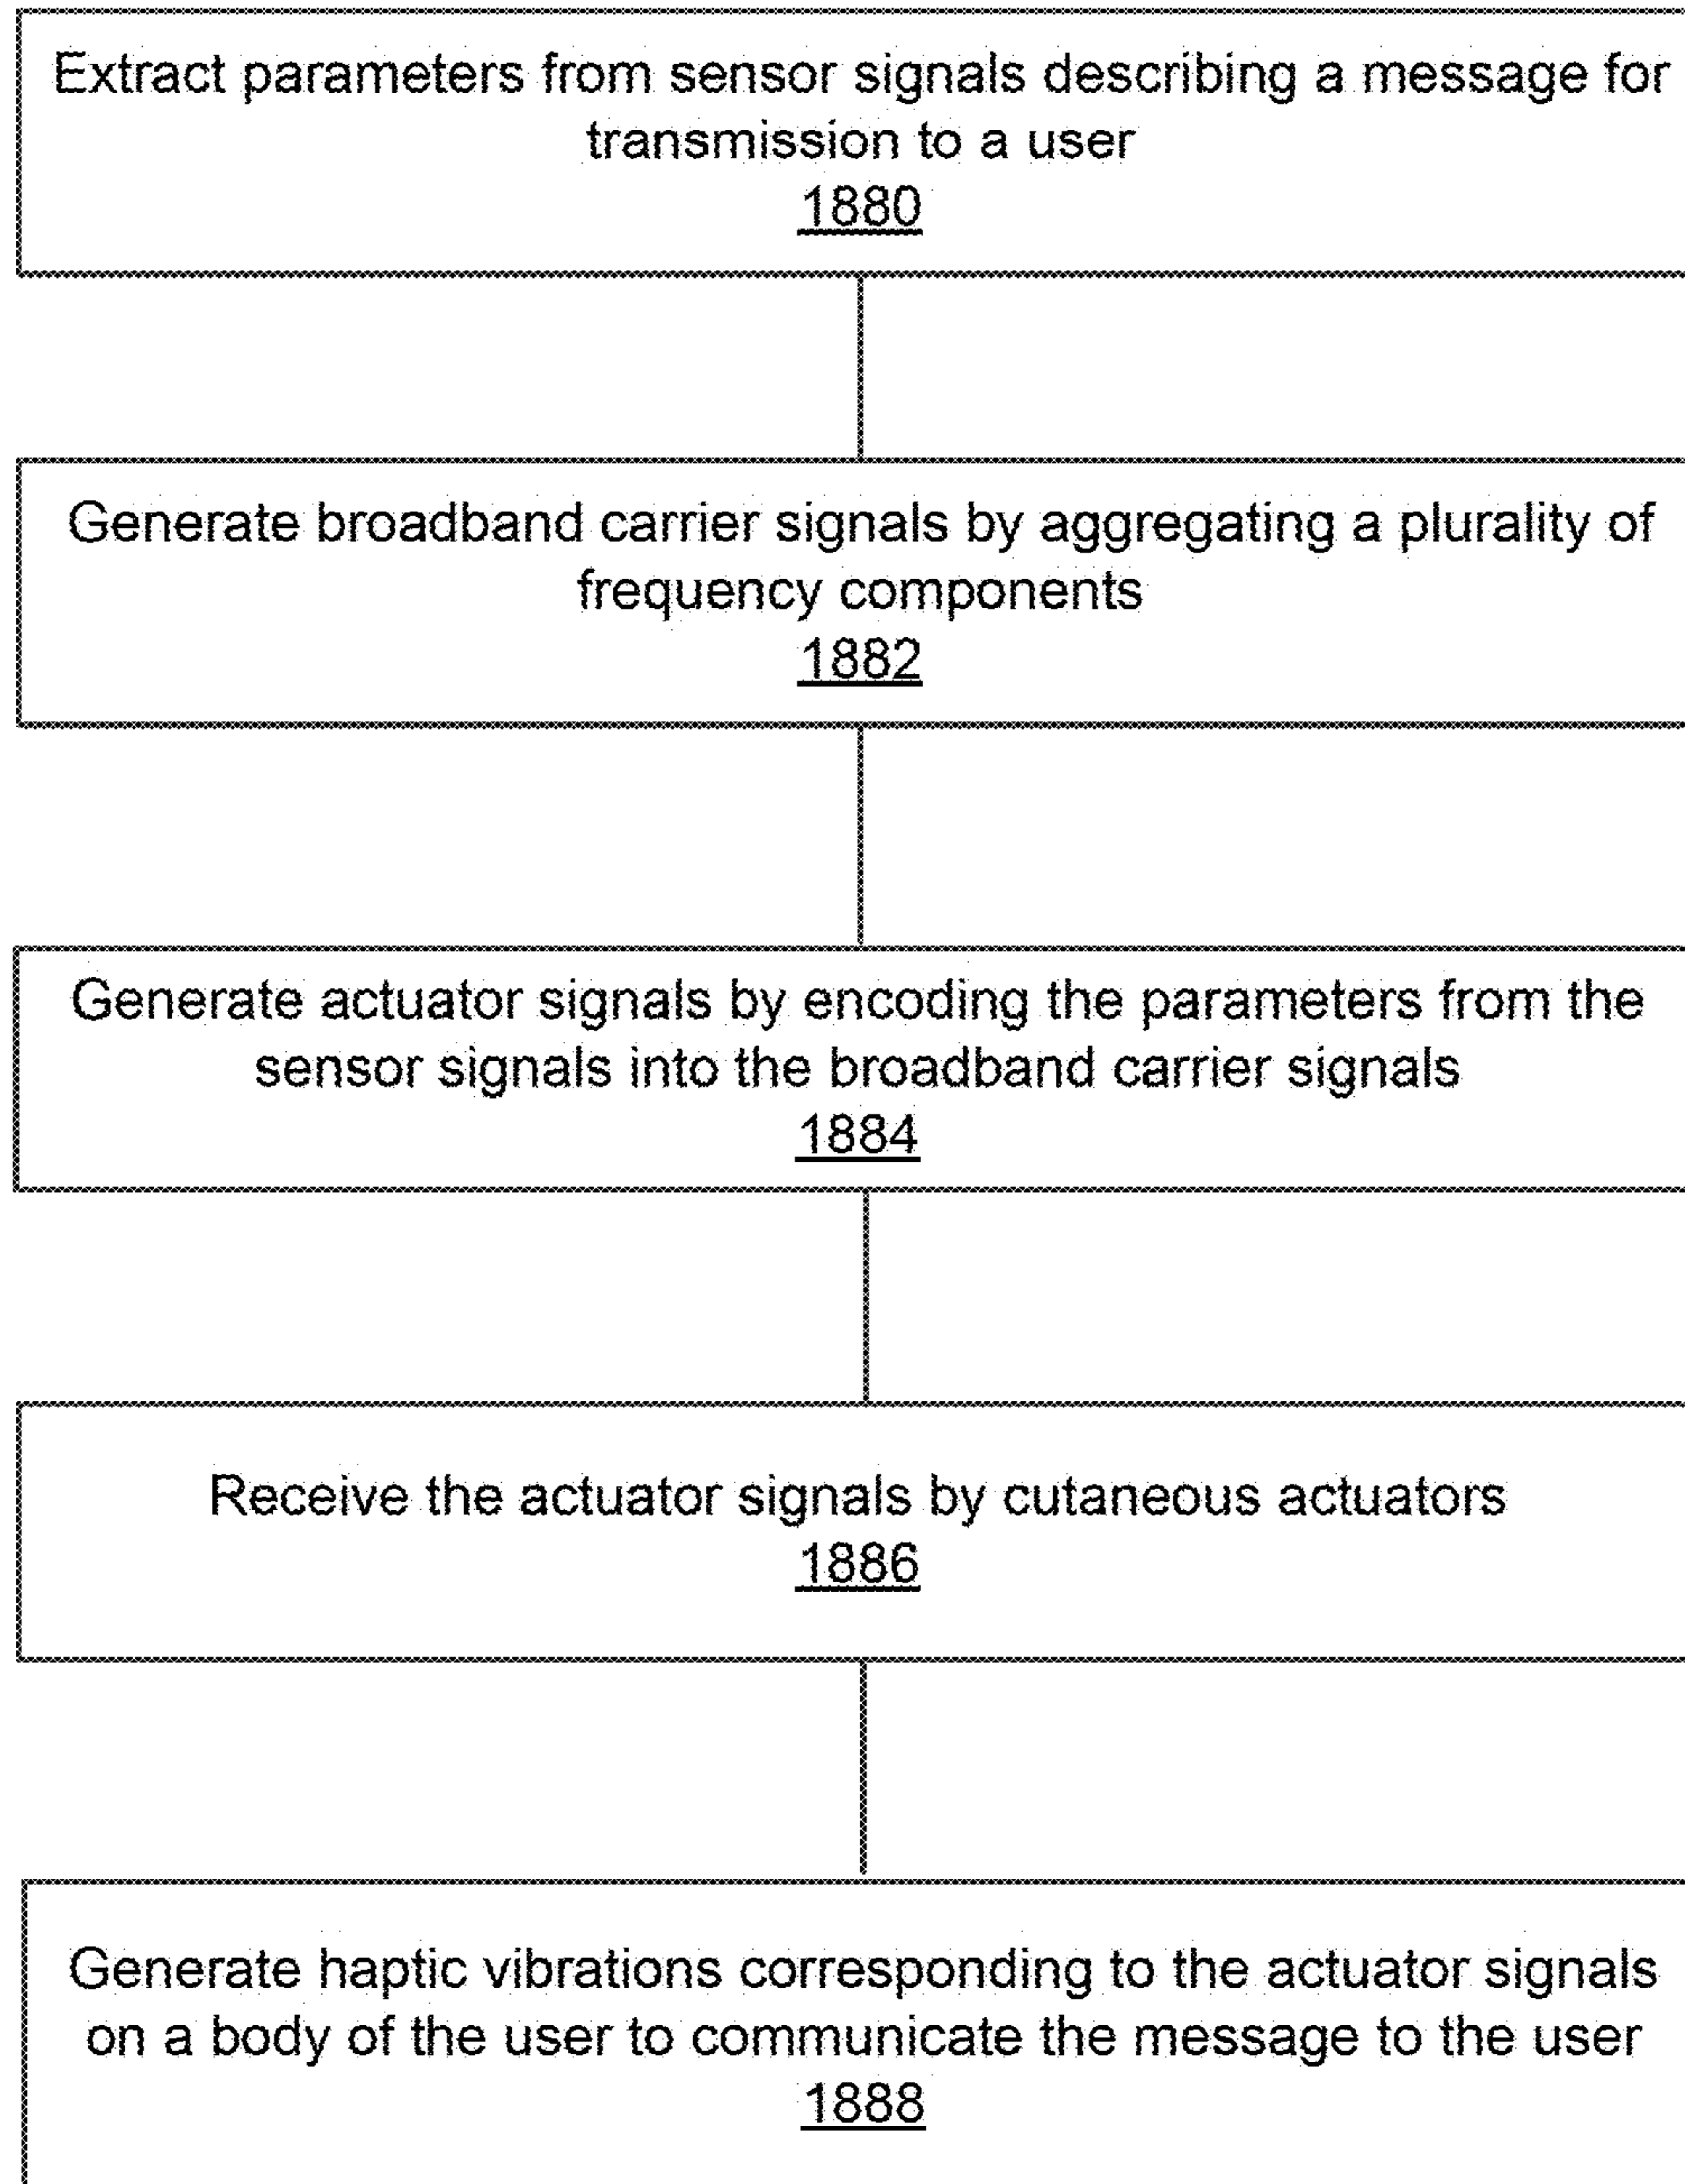 Extract parameters from sensor signals describing a message for
transmission to a user
1880
Generate broadband carrier signals by aggregating a plurality of
frequency components
1882
Generate actuator signals by encoding the parameters from the
sensor signals into the broadband carrier signals
1884
Receive the actuator signals by cutaneous actuators
1886
Generate haptic vibrations corresponding to the actuator signals
on a body of the user to communicate the message to the user
1888